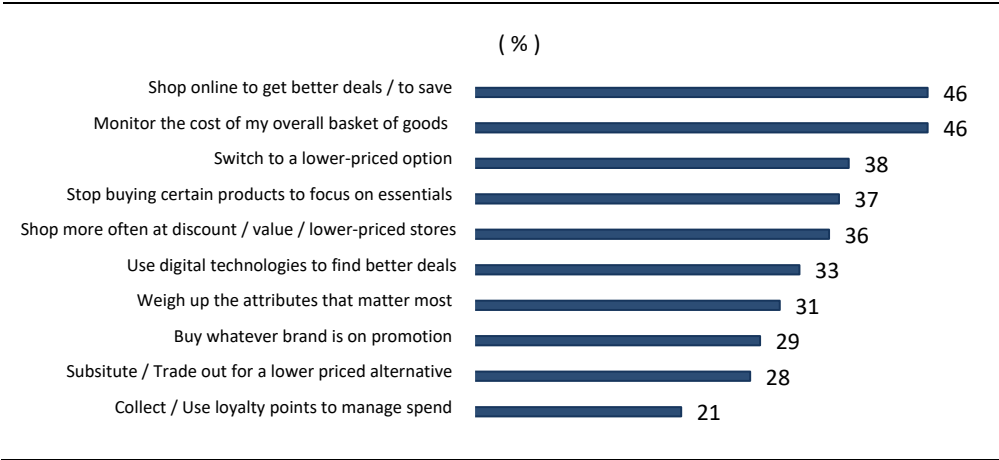 ( % )
Shop online to get better deals / to save 46
Monitor the cost of my overall basket of goods 46
Switch to a lower-priced option 38
Stop buying certain products to focus on essentials 37
Shop more often at discount / value / lower-priced stores 36
Use digital technologies to find better deals 33
Weigh up the attributes that matter most 31
Buy whatever brand is on promotion 29
Subsitute / Trade out for a lower priced alternative 28
Collect / Use loyalty points to manage spend 21